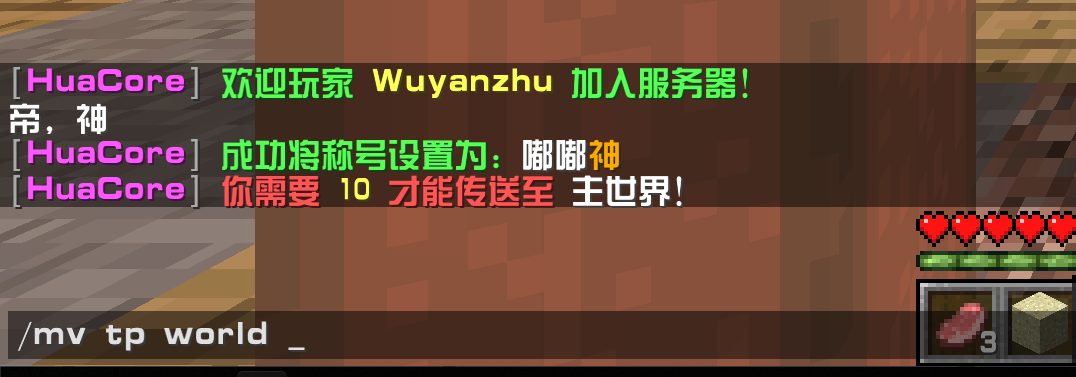 [HuaCore] 欢迎玩家 Wuyanzhu 加入服务器!
帝，神
[HuaCore] 成功将称号设置为：嘟嘟神
[HuaCore] 你需要 10 才能传送至 主世界!
/mv tp world _
3